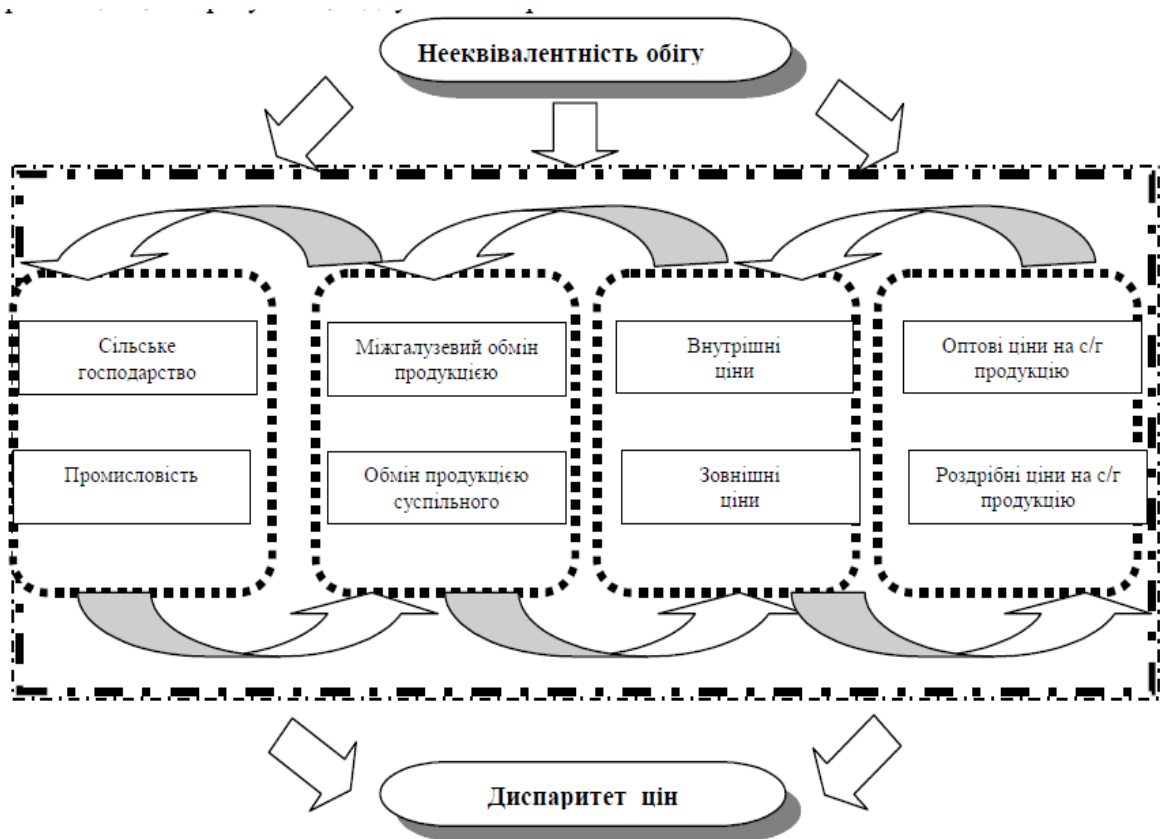 Нееквівалентність обігу
Сільське
господарство
Міжгалузевий обмін
продукцією
Внутрішні
ціни
Оптові ціни на с/г
продукцію
Промисловість
Обмін продукцією
суспільного
Зовнішні
ціни
Роздрібні ціни на с/г
продукцію
Диспаритет цін